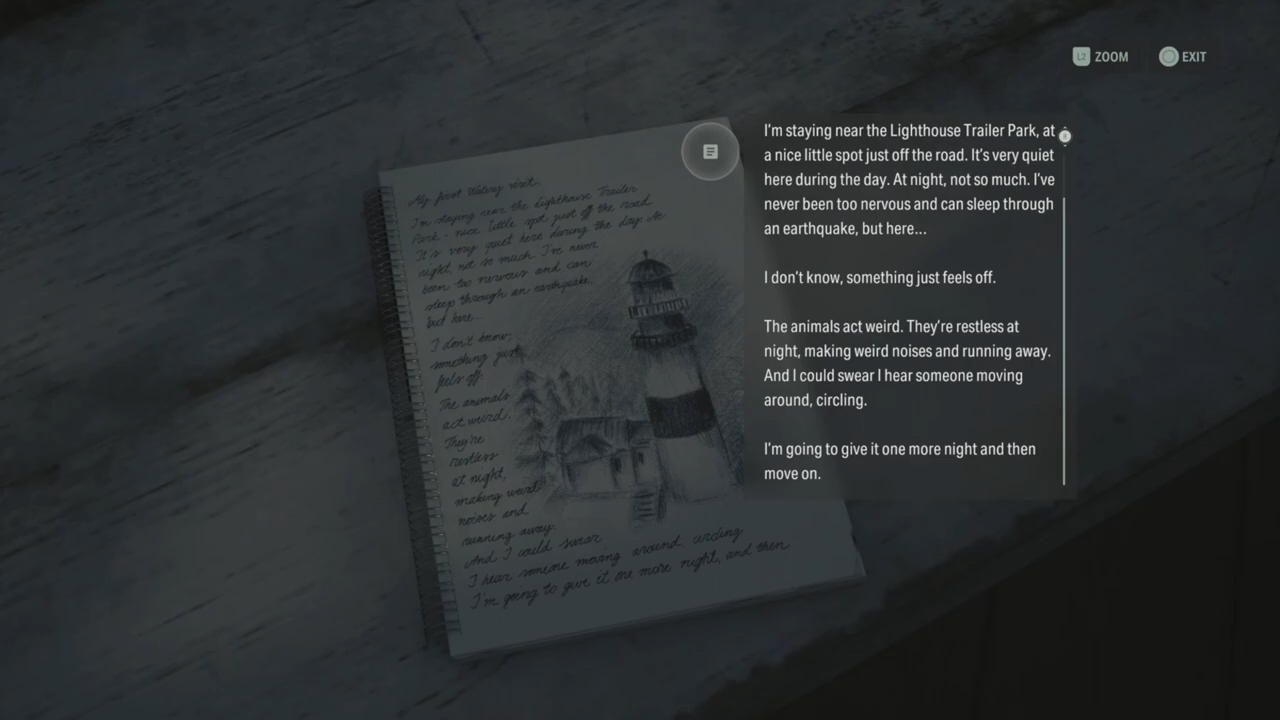 L2 ZOOM EXIT
My first Watery visit.
I'm staying near the Lighthouse Trailer
Park - nice little spot just off the road.
It's very quiet here during the day. At
night, not so much. I've never
been too nervous and can
sleep through an earthquake,
but here...
I don't know,
something just
feels off.
The animals
act weird.
They're
restless
at night,
making weird
noises and
running away.
And I could swear
I hear someone moving around circling
I'm going to give it one more night, and then
I'm staying near the Lighthouse Trailer Park, at
a nice little spot just off the road. It's very quiet
here during the day. At night, not so much. I've
never been too nervous and can sleep through
an earthquake, but here...
I don't know, something just feels off.
The animals act weird. They're restless at
night, making weird noises and running away.
And I could swear I hear someone moving
around, circling.
I'm going to give it one more night and then
move on.